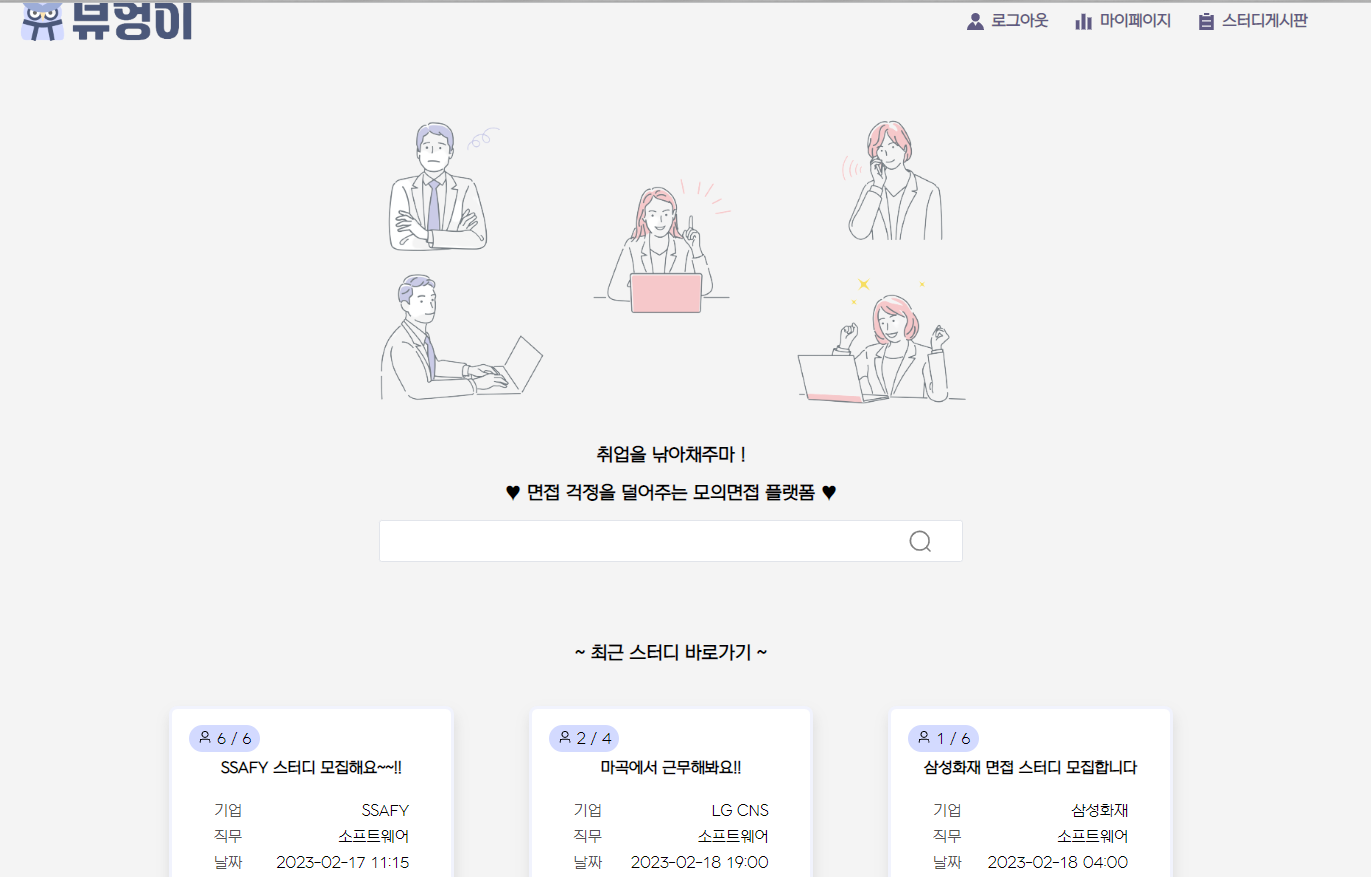 뷰엉이
로그아웃 마이페이지 스터디게시판
취업을 낚아채주마 !
♥ 면접 걱정을 덜어주는 모의면접 플랫폼 ♥
~ 최근 스터디 바로가기 ~
6 / 6
SSAFY 스터디 모집해요~~!!
기업 SSAFY
직무 소프트웨어
날짜 2023-02-17 11:15
2 / 4
마곡에서 근무해봐요!!
기업 LG CNS
직무 소프트웨어
날짜 2023-02-18 19:00
1 / 6
삼성화재 면접 스터디 모집합니다
기업 삼성화재
직무 소프트웨어
날짜 2023-02-18 04:00